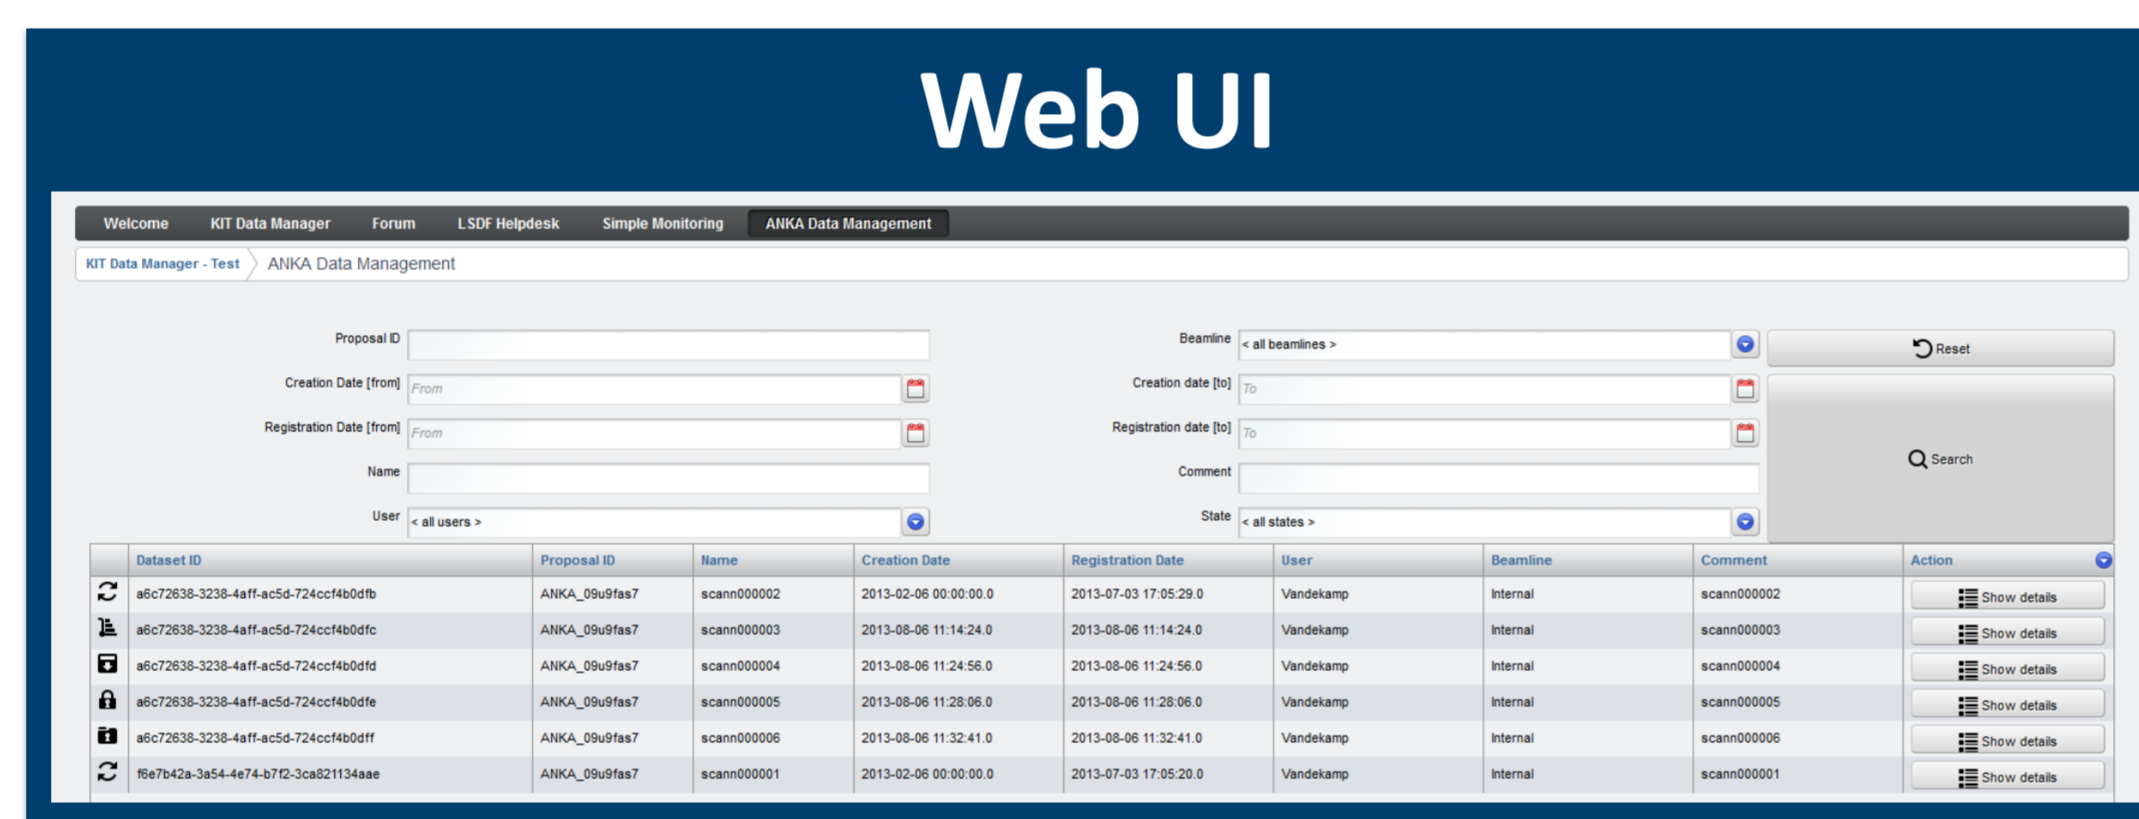 Web UI
Welcome KIT Data Manager Forum LSDF Helpdesk Simple Monitoring ANKA Data Management
KIT Data Manager - Test ANKA Data Management
Proposal ID Beamline < all beamlines > Reset
Creation Date [from] From Creation date [to] To
Registration Date [from] From Registration date [to] To
Search
Name Comment
User < all users > State < all states >
Dataset ID Proposal ID Name Creation Date Registration Date User Beamline Comment Action
a6c72638-3238-4aff-ac5d-724ccf4b0dfb ANKA_09u9fas7 scann000002 2013-02-06 00:00:00.0 2013-07-03 17:05:29.0 Vandekamp Internal scann000002 Show details
a6c72638-3238-4aff-ac5d-724ccf4b0dfc ANKA_09u9fas7 scann000003 2013-08-06 11:14:24.0 2013-08-06 11:14:24.0 Vandekamp Internal scann000003 Show details
a6c72638-3238-4aff-ac5d-724ccf4b0dfd ANKA_09u9fas7 scann000004 2013-08-06 11:24:56.0 2013-08-06 11:24:56.0 Vandekamp Internal scann000004 Show details
a6c72638-3238-4aff-ac5d-724ccf4b0dfe ANKA_09u9fas7 scann000005 2013-08-06 11:28:06.0 2013-08-06 11:28:06.0 Vandekamp Internal scann000005 Show details
a6c72638-3238-4aff-ac5d-724ccf4b0dff ANKA_09u9fas7 scann000006 2013-08-06 11:32:41.0 2013-08-06 11:32:41.0 Vandekamp Internal scann000006 Show details
f6e7b42a-3a54-4e74-b7f2-3ca821134aae ANKA_09u9fas7 scann000001 2013-02-06 00:00:00.0 2013-07-03 17:05:20.0 Vandekamp Internal scann000001 Show details